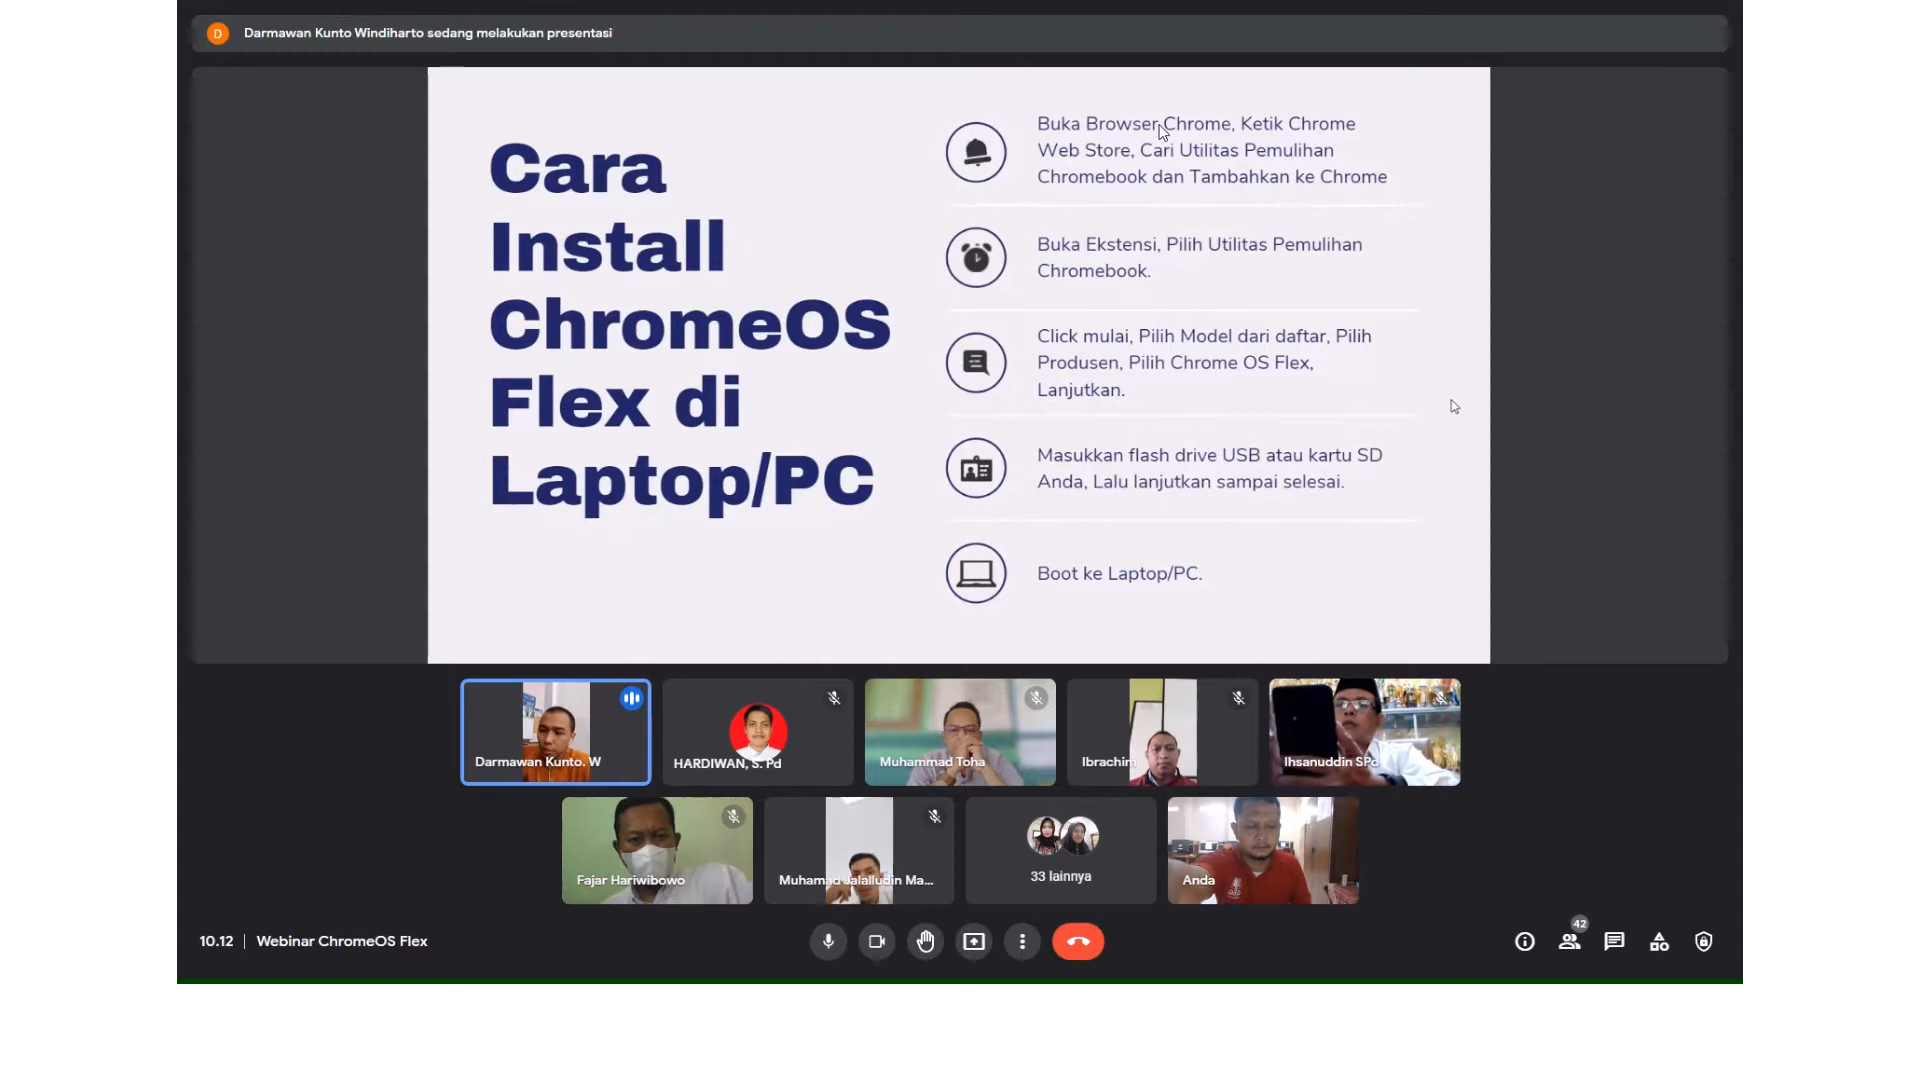 D
Darmawan Kunto Windiharto sedang melakukan presentasi
Cara
Install
ChromeOS
Flex di
Laptop/PC
Buka Browser Chrome, Ketik Chrome
Web Store, Cari Utilitas Pemulihan
Chromebook dan Tambahkan ke Chrome
Buka Ekstensi, Pilih Utilitas Pemulihan
Chromebook.
Click mulai, Pilih Model dari daftar, Pilih
Produsen, Pilih Chrome OS Flex,
Lanjutkan.
Masukkan flash drive USB atau kartu SD
Anda, Lalu lanjutkan sampai selesai.
Boot ke Laptop/PC.
Darmawan Kunto. W
HARDIWAN, S. Pd
Muhammad Toha
Ibrachim
Ihsanuddin SPd
Fajar Hariwibowo
Muhamad Jalalludin Ma...
33 lainnya
Anda
10.12
Webinar ChromeOS Flex
42